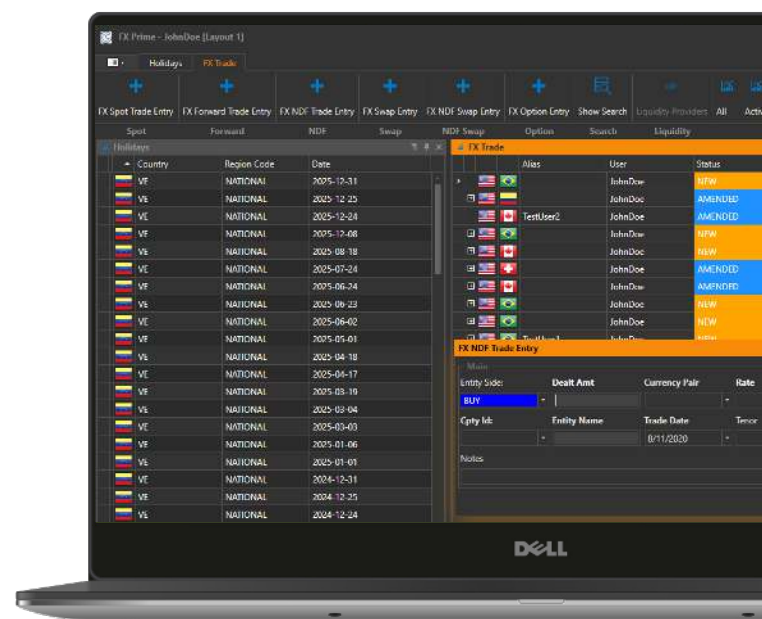 FX Prime - JohnDoe [Layout 1]
Holidays FX Trade
FX Spot Trade Entry FX Forward Trade Entry FX NDF Trade Entry FX Swap Entry FX NDF Swap Entry FX Option Entry Show Search Liquidity Providers All
Spot Forward NDF Swap NDF Swap Option Search Liquidity
Holidays
Country Region Code Date
VE NATIONAL 2025-12-31
VE NATIONAL 2025-12-25
VE NATIONAL 2025-12-24
VE NATIONAL 2025-12-08
VE NATIONAL 2025-08-18
VE NATIONAL 2025-07-24
VE NATIONAL 2025-06-24
VE NATIONAL 2025-06-23
VE NATIONAL 2025-06-02
VE NATIONAL 2025-05-01
VE NATIONAL 2025-04-18
VE NATIONAL 2025-04-17
VE NATIONAL 2025-03-19
VE NATIONAL 2025-03-04
VE NATIONAL 2025-03-03
VE NATIONAL 2025-01-06
VE NATIONAL 2025-01-01
VE NATIONAL 2024-12-31
VE NATIONAL 2024-12-25
VE NATIONAL 2024-12-24
FX Trade
Alias User Status
JohnDoe NEW
JohnDoe AMENDED
TestUser2 JohnDoe AMENDED
JohnDoe NEW
JohnDoe NEW
JohnDoe AMENDED
JohnDoe AMENDED
JohnDoe NEW
JohnDoe NEW
FX NDF Trade Entry
Main
Entity Side: Dealt Amt Currency Pair Rate
BUY
Cpty Id: Entity Name Trade Date Tenor
8/11/2020
Notes
DELL